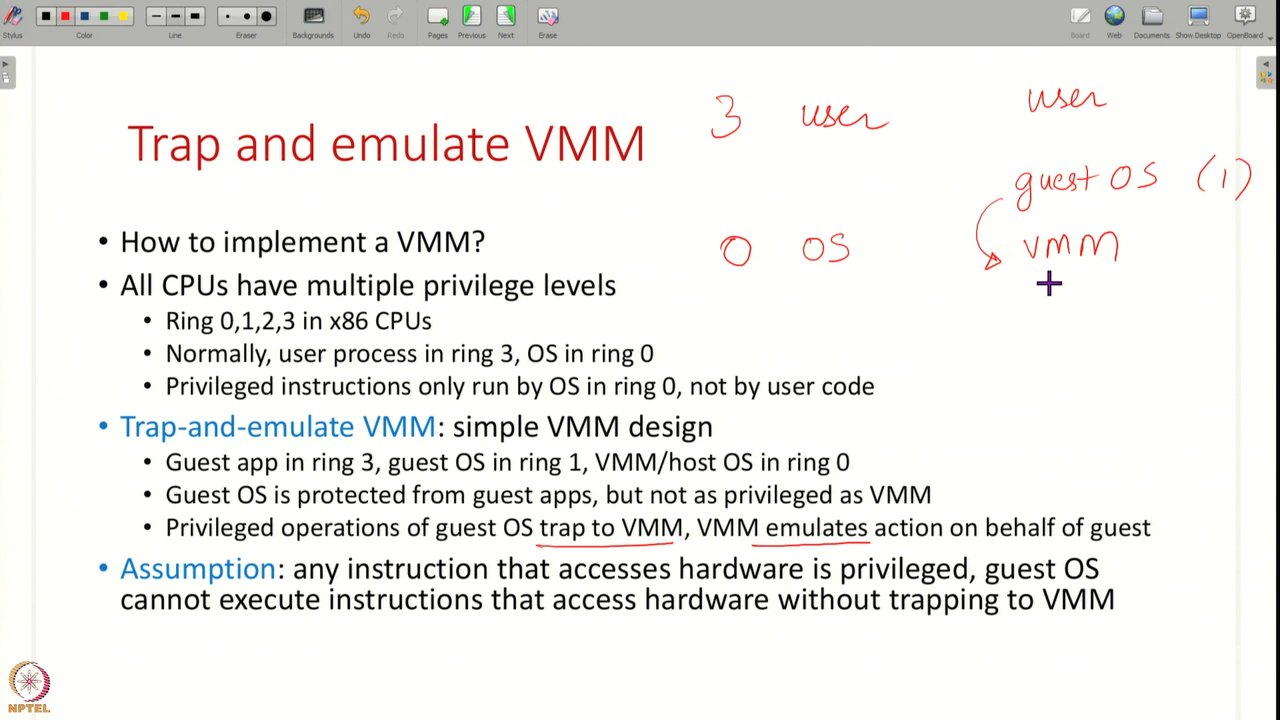 Stylus
Color
Line
Eraser
Backgrounds
Undo
Redo
Pages
Previous
Next
Erase
Board
Web
Documents
Show Desktop
OpenBoard
3 user
user
Trap and emulate VMM
guest OS (1)
0 OS
VMM
• How to implement a VMM?
• All CPUs have multiple privilege levels
• Ring 0,1,2,3 in x86 CPUs
• Normally, user process in ring 3, OS in ring 0
• Privileged instructions only run by OS in ring 0, not by user code
• Trap-and-emulate VMM: simple VMM design
• Guest app in ring 3, guest OS in ring 1, VMM/host OS in ring 0
• Guest OS is protected from guest apps, but not as privileged as VMM
• Privileged operations of guest OS trap to VMM, VMM emulates action on behalf of guest
• Assumption: any instruction that accesses hardware is privileged, guest OS
cannot execute instructions that access hardware without trapping to VMM
NPTEL